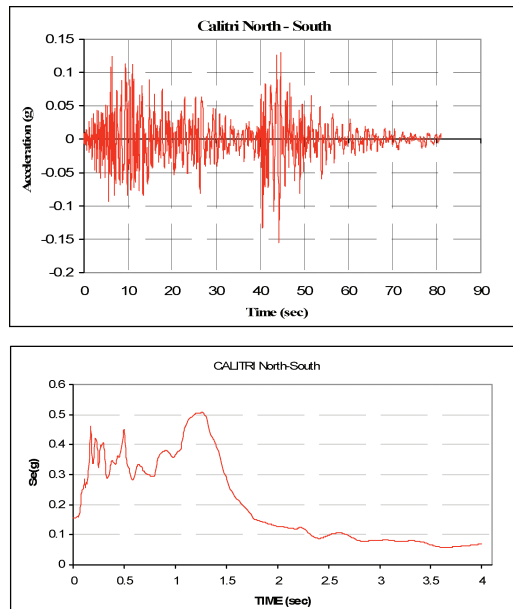 Calitri North - South
0.15
0.1
0.05
0
-0.05
-0.1
-0.15
-0.2
Acceleration (g)
0 10 20 30 40 50 60 70 80 90
Time (sec)
CALITRI North-South
0.6
0.5
0.4
0.3
0.2
0.1
0
Se(g)
0 0.5 1 1.5 2 2.5 3 3.5 4
TIME (sec)